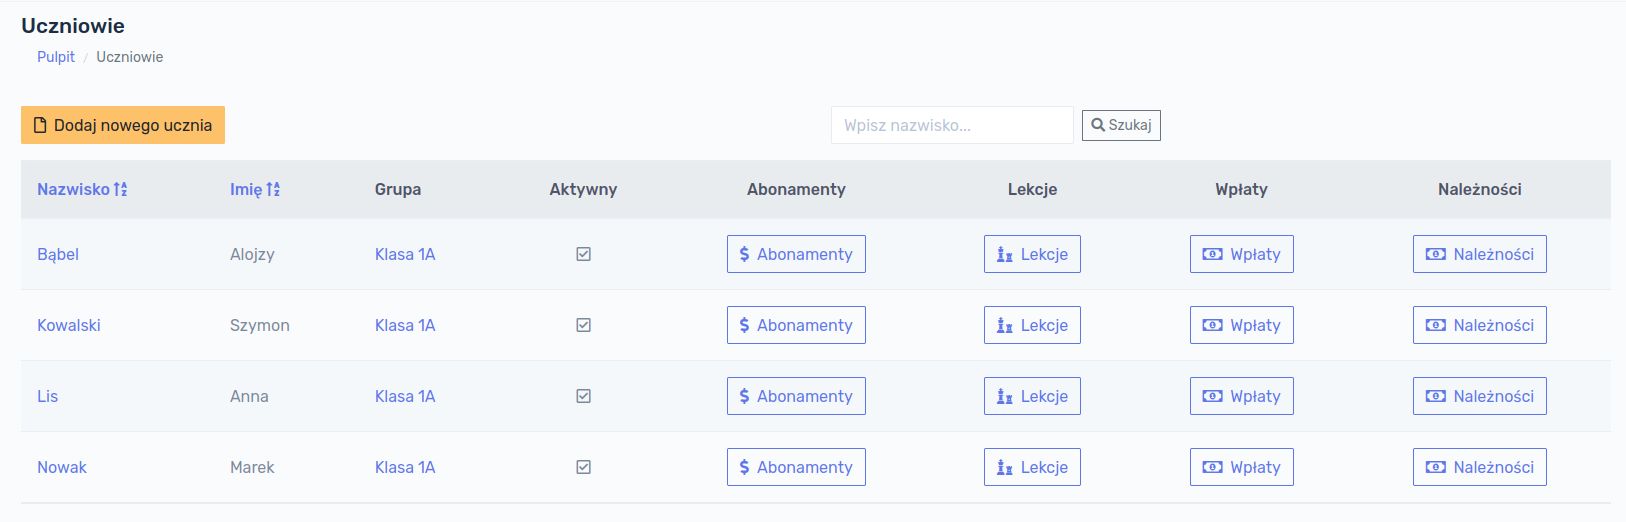 Uczniowie
Pulpit / Uczniowie
Dodaj nowego ucznia Wpisz nazwisko... Szukaj
Nazwisko Imię Grupa Aktywny Abonamenty Lekcje Wpłaty Należności
Bąbel Alojzy Klasa 1A Abonamenty Lekcje Wpłaty Należności
Kowalski Szymon Klasa 1A Abonamenty Lekcje Wpłaty Należności
Lis Anna Klasa 1A Abonamenty Lekcje Wpłaty Należności
Nowak Marek Klasa 1A Abonamenty Lekcje Wpłaty Należności